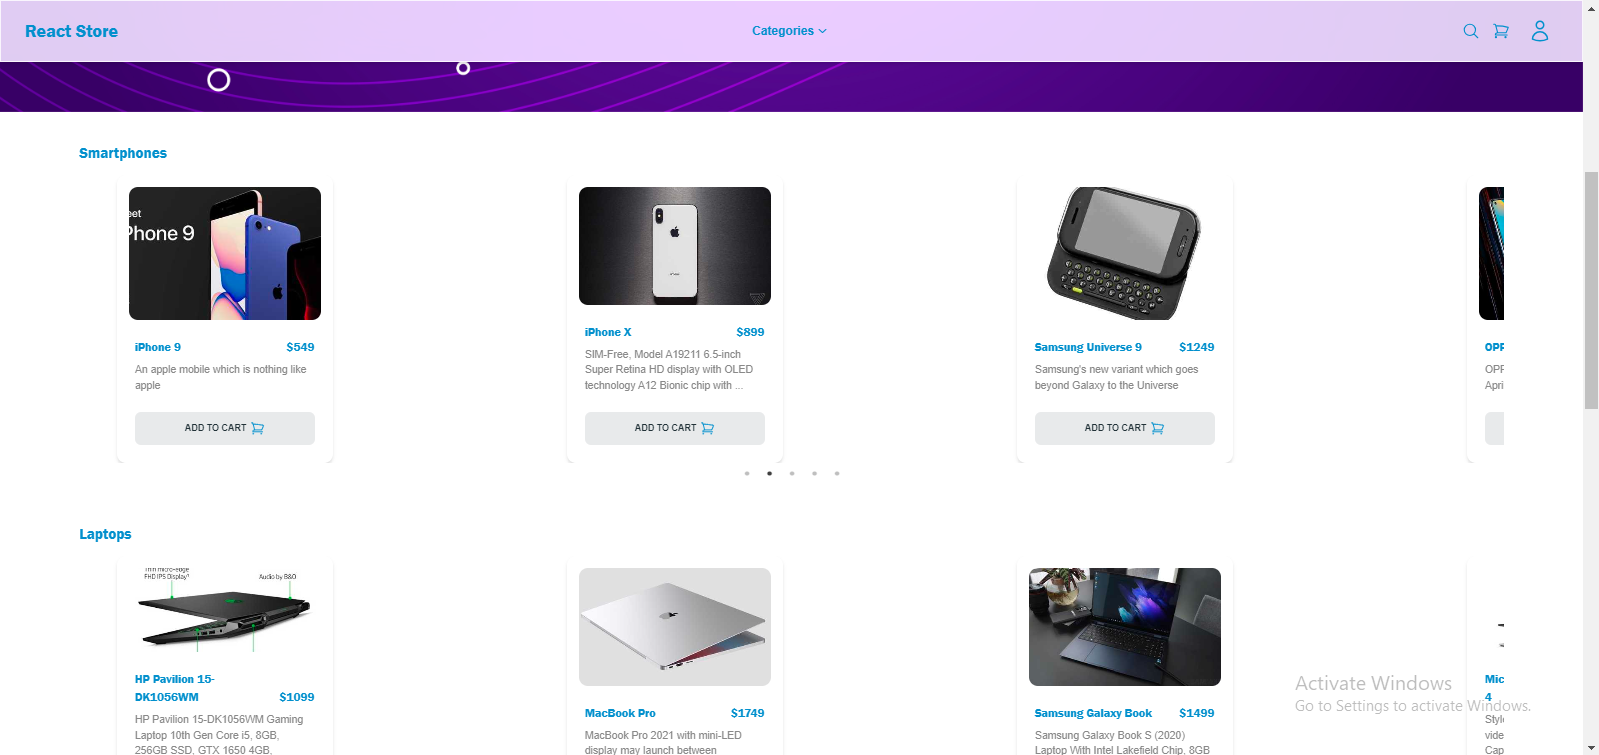 React Store
Categories
Smartphones
eet
Phone 9
iPhone 9 $549
An apple mobile which is nothing like
apple
ADD TO CART
iPhone X $899
SIM-Free, Model A19211 6.5-inch
Super Retina HD display with OLED
technology A12 Bionic chip with ...
ADD TO CART
Samsung Universe 9 $1249
Samsung's new variant which goes
beyond Galaxy to the Universe
ADD TO CART
OPP
OPF
Apri
Laptops
Thin micro-edge
FHD IPS Display¹
Audio by B&O
HP Pavilion 15-
DK1056WM $1099
HP Pavilion 15-DK1056WM Gaming
Laptop 10th Gen Core i5, 8GB,
256GB SSD, GTX 1650 4GB,
MacBook Pro $1749
MacBook Pro 2021 with mini-LED
display may launch between
Samsung Galaxy Book $1499
Samsung Galaxy Book S (2020)
Laptop With Intel Lakefield Chip, 8GB
Mic
4
Style
vide
Cap
Activate Windows
Go to Settings to activate Windows.